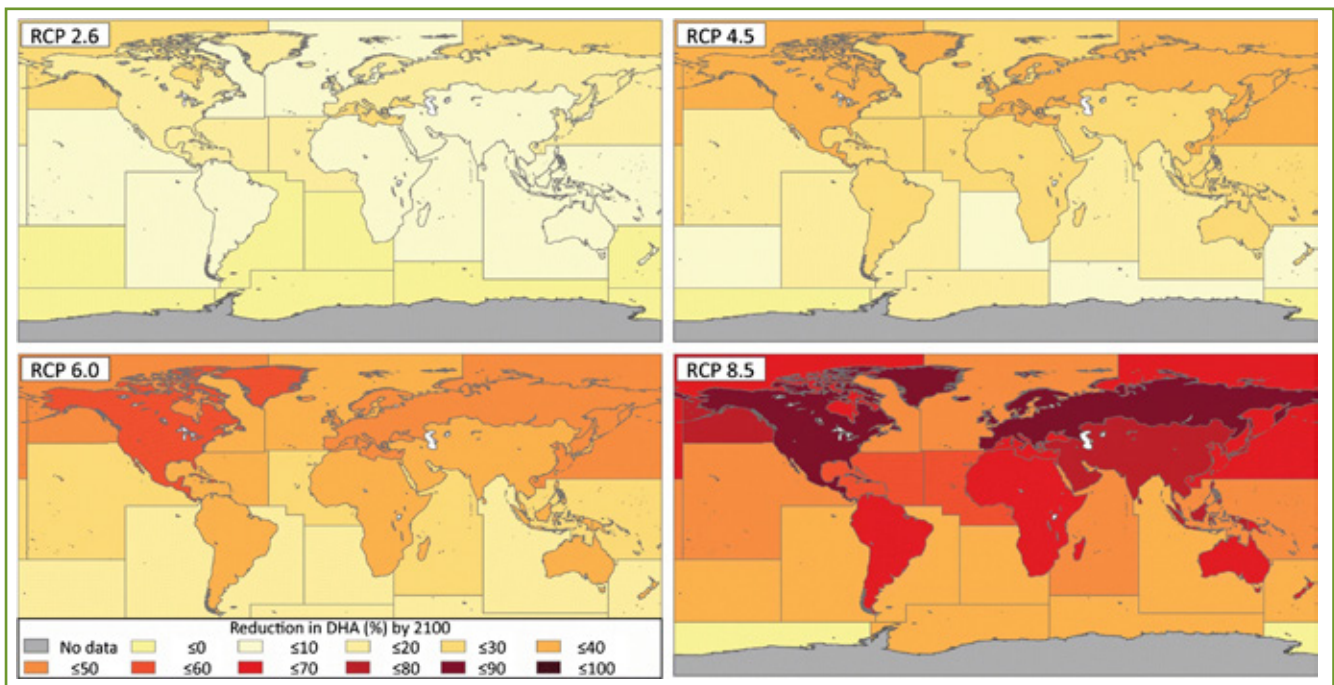 RCP 2.6
RCP 4.5
RCP 6.0
RCP 8.5
Reduction in DHA (%) by 2100
No data ≤0 ≤10 ≤20 ≤30 ≤40
≤50 ≤60 ≤70 ≤80 ≤90 ≤100